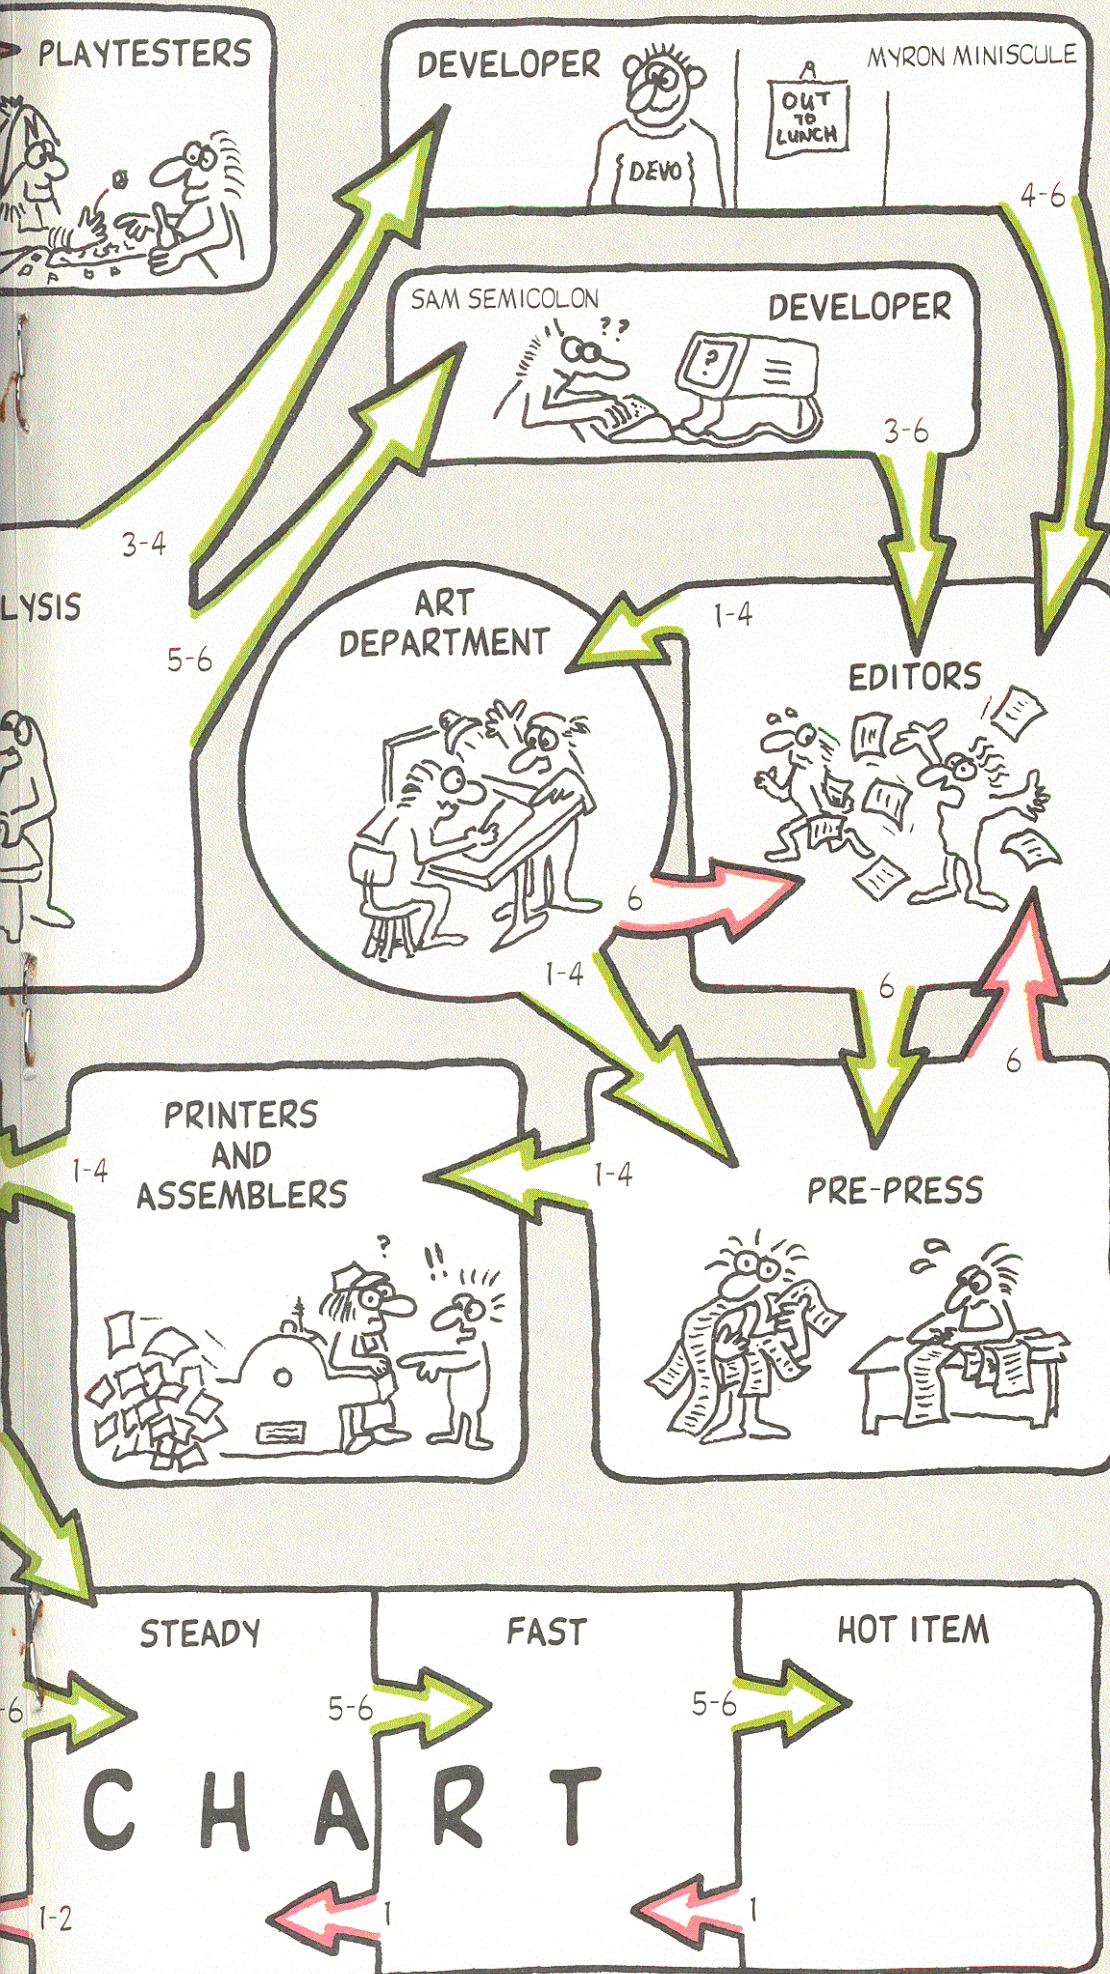 PLAYTESTERS
DEVELOPER
MYRON MINISCULE
OUT
TO
LUNCH
DEVO
4-6
SAM SEMICOLON
DEVELOPER
??
?
3-6
3-4
LYSIS
5-6
ART
DEPARTMENT
1-4
EDITORS
6
1-4
6
6
PRINTERS
AND
ASSEMBLERS
1-4
1-4
PRE-PRESS
?
!!
STEADY
FAST
HOT ITEM
-6
5-6
5-6
CHART
1-2
1
1